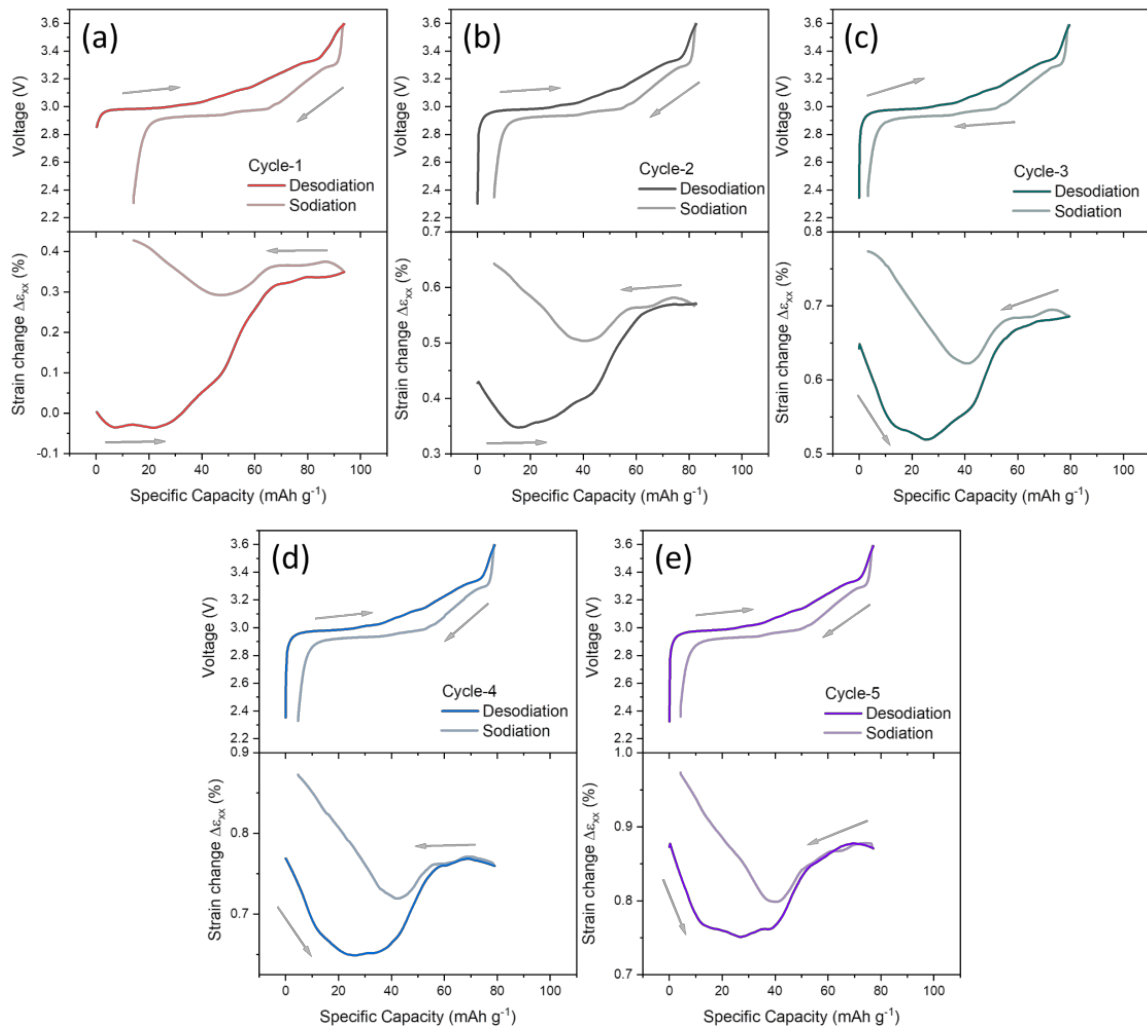 (a)
3.6
3.4
3.2
3.0
2.8
2.6
2.4
2.2
Voltage (V)
Cycle-1
Desodiation
Sodiation
0.4
0.3
0.2
0.1
0.0
-0.1
Strain change Δεxx (%)
0 20 40 60 80 100
Specific Capacity (mAh g-1)
(b)
3.6
3.3
3.0
2.7
2.4
2.1
Voltage (V)
Cycle-2
Desodiation
Sodiation
0.7
0.6
0.5
0.4
0.3
Strain change Δεxx (%)
0 20 40 60 80 100
Specific Capacity (mAh g-1)
(c)
3.6
3.4
3.2
3.0
2.8
2.6
2.4
2.2
Voltage (V)
Cycle-3
Desodiation
Sodiation
0.8
0.7
0.6
0.5
Strain change Δεxx (%)
0 20 40 60 80 100
Specific Capacity (mAh g-1)
(d)
3.6
3.4
3.2
3.0
2.8
2.6
2.4
2.2
Voltage (V)
Cycle-4
Desodiation
Sodiation
0.9
0.8
0.7
Strain change Δεxx (%)
0 20 40 60 80 100
Specific Capacity (mAh g-1)
(e)
3.6
3.4
3.2
3.0
2.8
2.6
2.4
2.2
Voltage (V)
Cycle-5
Desodiation
Sodiation
1.0
0.9
0.8
0.7
Strain change Δεxx (%)
0 20 40 60 80 100
Specific Capacity (mAh g-1)